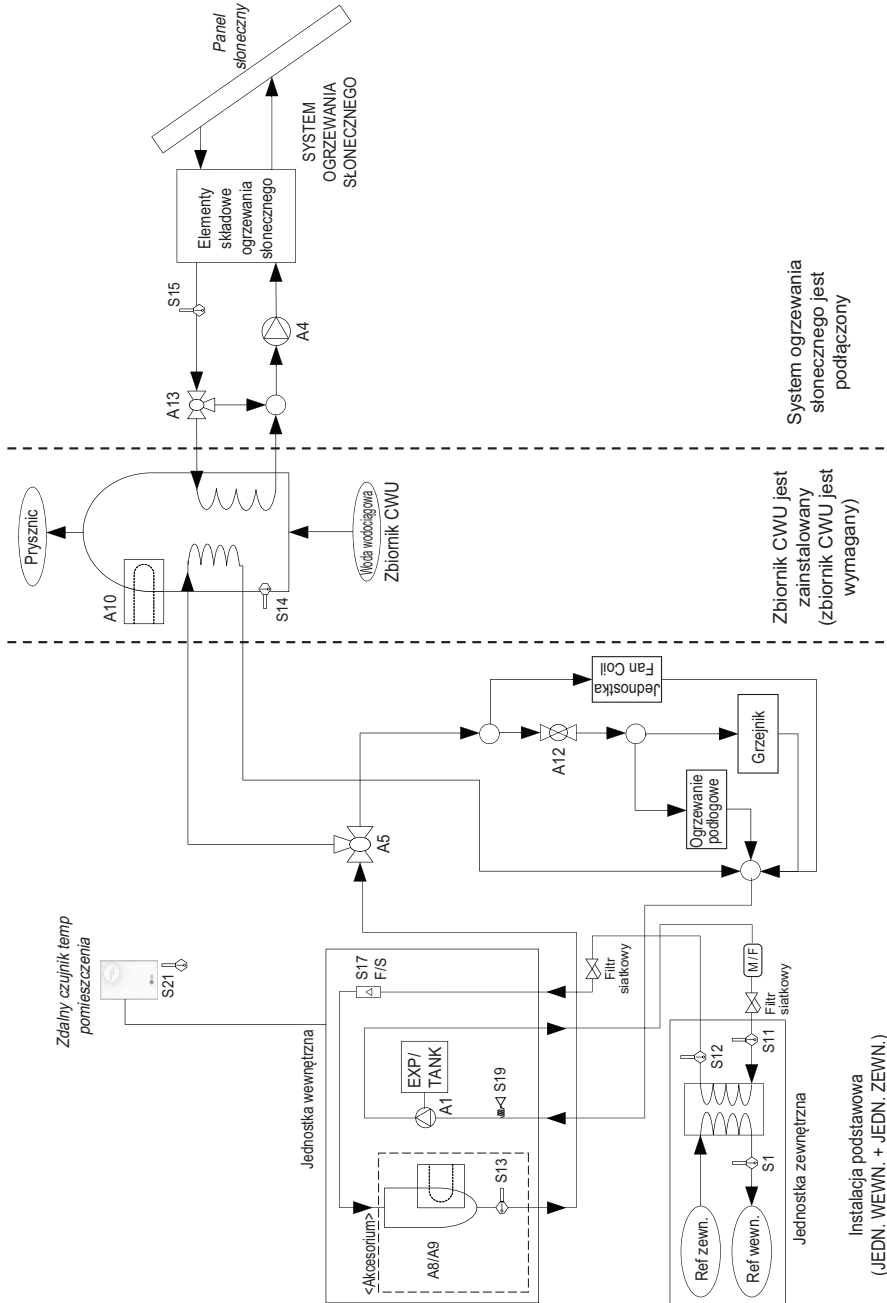 Zdalny czujnik temp
pomieszczenia
S21
Jednostka wewnętrzna
S17
F/S
EXP/
TANK
A1
S19
<Akcesorium>
A8/A9
S13
Filtr
siatkowy
M/F
Filtr
siatkowy
S12
S11
S1
Ref zewn.
Ref wewn.
Jednostka zewnętrzna
Instalacja podstawowa
(JEDN. WEWN. + JEDN. ZEWN.)
A5
A12
Jednostka
Fan Coil
Grzejnik
Ogrzewanie
podłogowe
Prysznic
A10
S14
Woda wodociągowa
Zbiornik CWU
Zbiornik CWU jest
zainstalowany
(zbiornik CWU jest
wymagany)
A13
S15
A4
Elementy
składowe
ogrzewania
słonecznego
Panel
słoneczny
SYSTEM
OGRZEWANIA
SŁONECZNEGO
System ogrzewania
słonecznego jest
podłączony